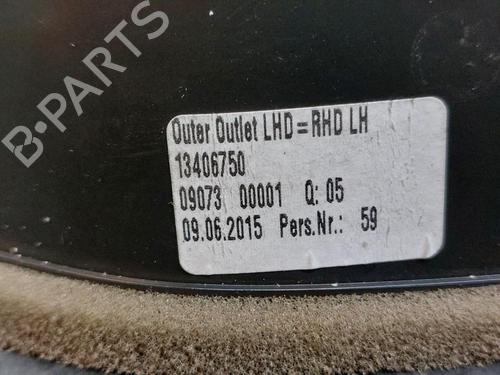 B-PARTS
Outer Outlet LHD=RHD LH
13406750
09073 00001 Q: 05
09.06.2015 Pers.Nr.: 59